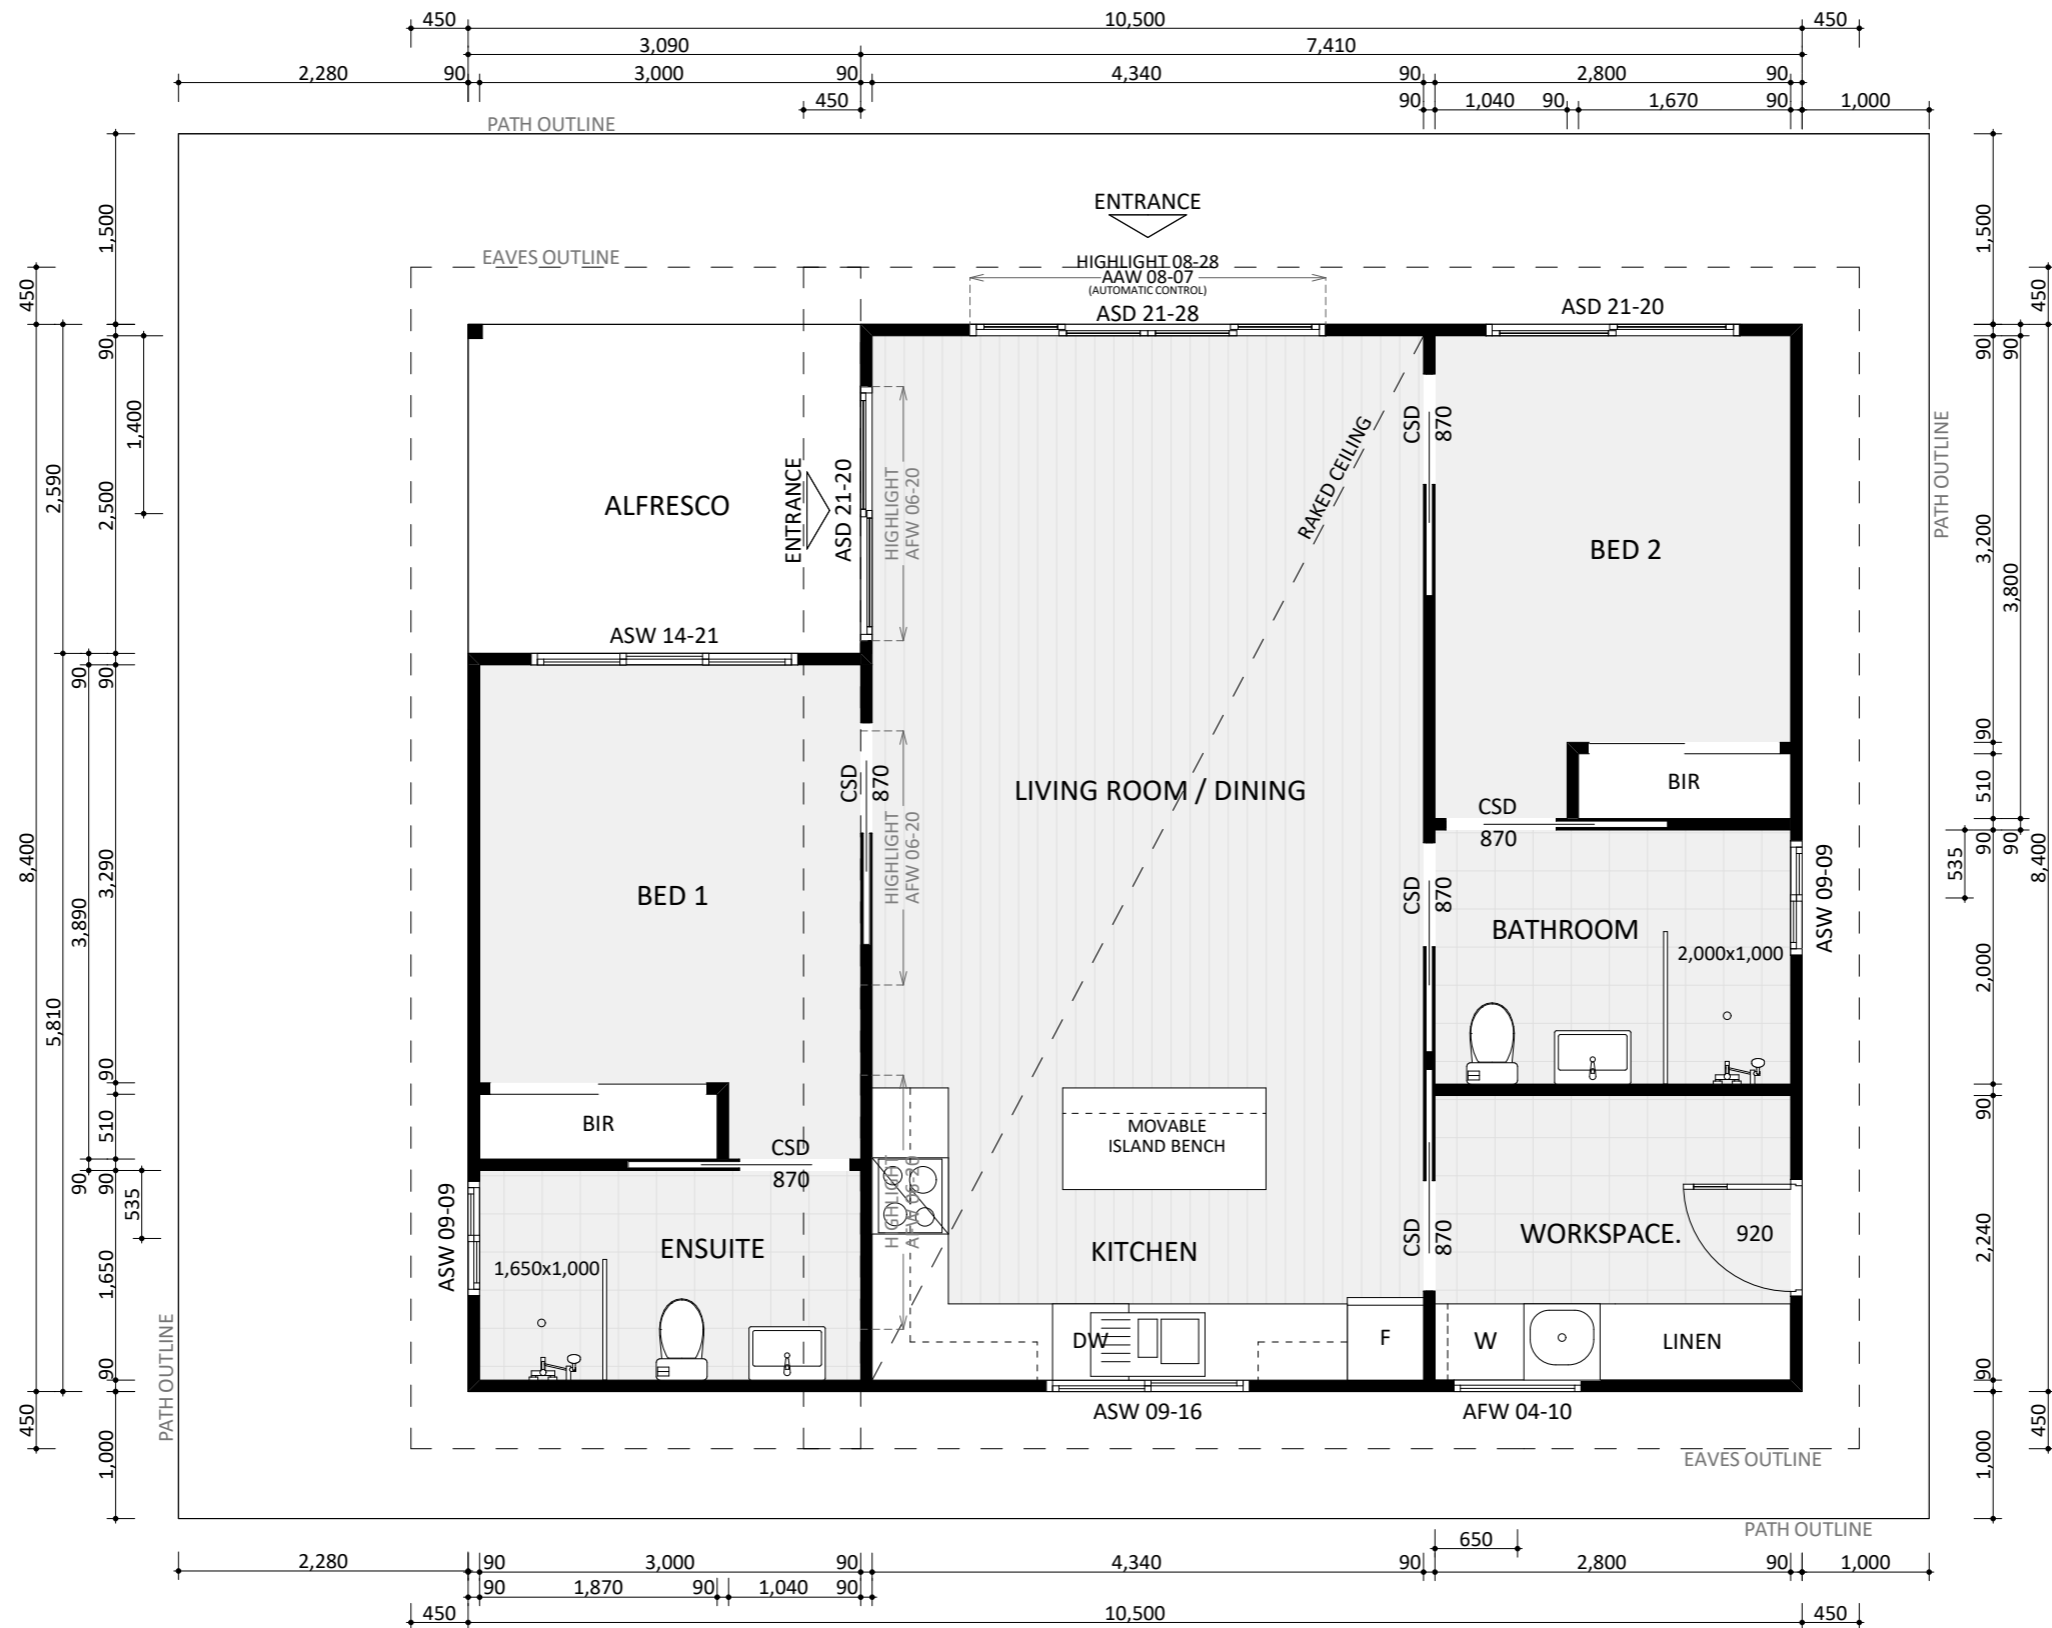 450
10,500
450
3,090
7,410
2,280
90
3,000
90
4,340
90
2,800
90
450
90
1,040
90
1,670
90
1,000
PATH OUTLINE
ENTRANCE
EAVES OUTLINE
HIGHLIGHT 08-28
AAW 08-07
(AUTOMATIC CONTROL)
ASD 21-28
ASD 21-20
1,500
450
90
1,400
2,590
2,500
90
90
8,400
3,290
3,890
5,810
90
510
90
90
535
1,650
90
450
1,000
PATH OUTLINE
ALFRESCO
ENTRANCE
ASD 21-20
HIGHLIGHT
AFW 06-20
RAKED CEILING
CSD
870
BED 2
ASW 14-21
CSD
870
HIGHLIGHT
AFW 06-20
LIVING ROOM / DINING
BIR
CSD
870
BED 1
CSD
870
BATHROOM
2,000x1,000
ASW 09-09
BIR
CSD
870
HIGHLIGHT
AFW 06-20
MOVABLE
ISLAND BENCH
ASW 09-09
ENSUITE
1,650x1,000
KITCHEN
CSD
870
WORKSPACE.
920
DW
F
W
LINEN
ASW 09-16
AFW 04-10
EAVES OUTLINE
PATH OUTLINE
PATH OUTLINE
1,500
450
90
90
3,200
3,800
90
510
90
90
535
8,400
2,000
90
2,240
90
450
1,000
650
2,280
90
3,000
90
4,340
90
2,800
90
1,000
90
1,870
90
1,040
90
450
10,500
450